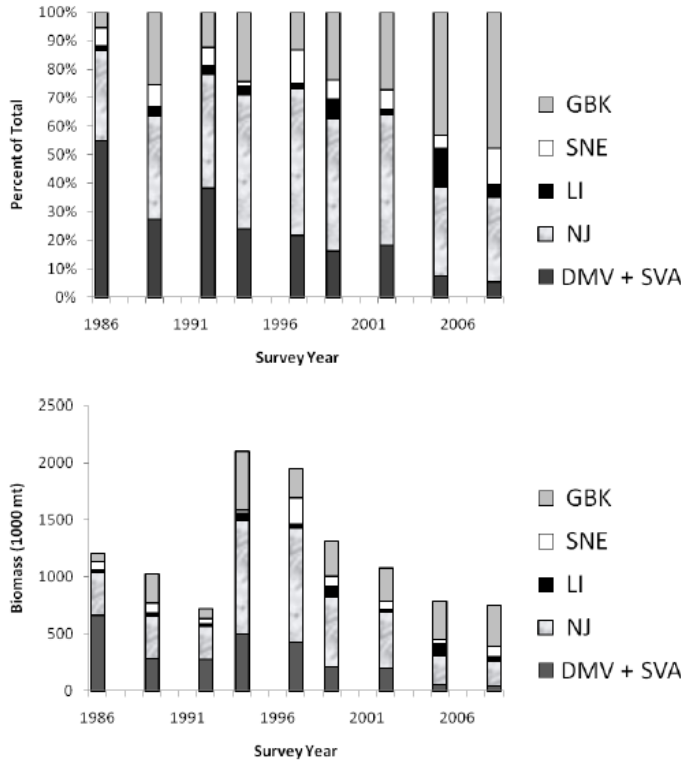 100%
90%
80%
70%
60%
50%
40%
30%
20%
10%
0%
Percent of Total
1986 1991 1996 2001 2006
Survey Year
GBK
SNE
LI
NJ
DMV + SVA
2500
2000
1500
1000
500
0
Biomass (1000 mt)
1986 1991 1996 2001 2006
Survey Year
GBK
SNE
LI
NJ
DMV + SVA